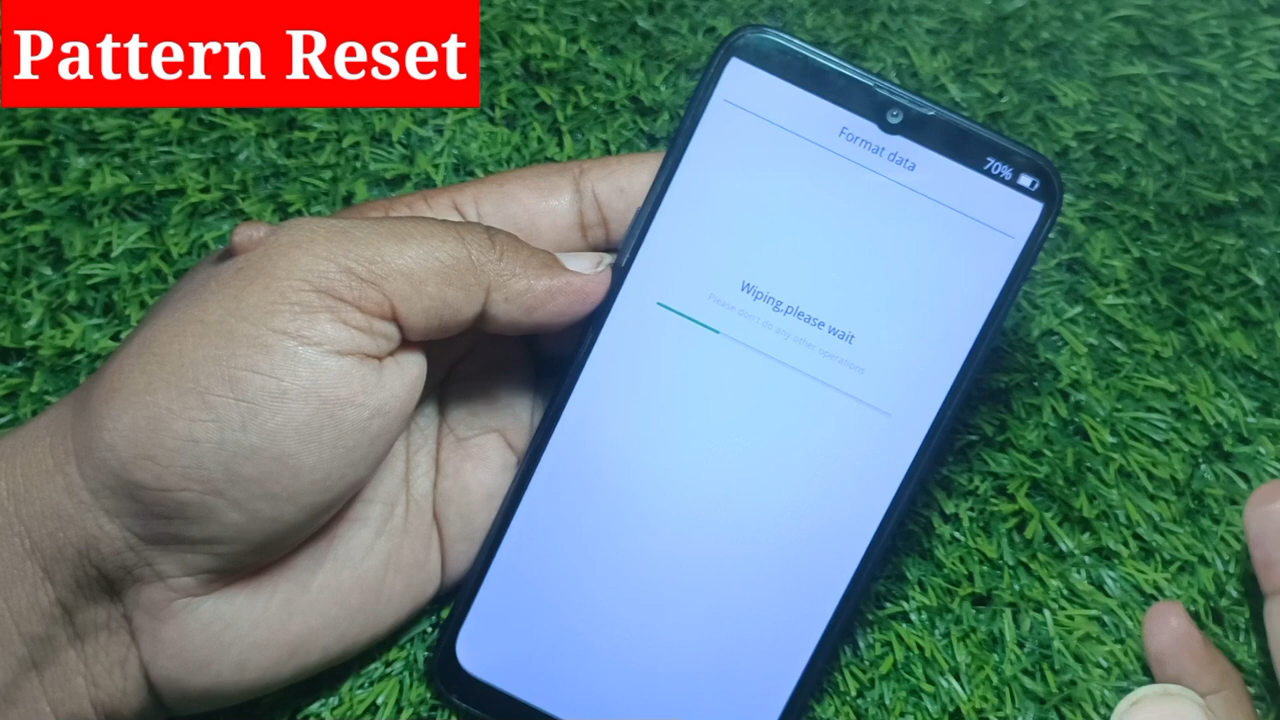 Pattern Reset
70%
Format data
Wiping,please wait
Please don't do any other operations